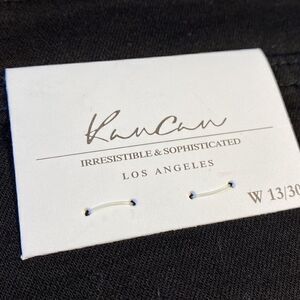 KanCan
IRRESISTIBLE & SOPHISTICATED
LOS ANGELES
W 13/30